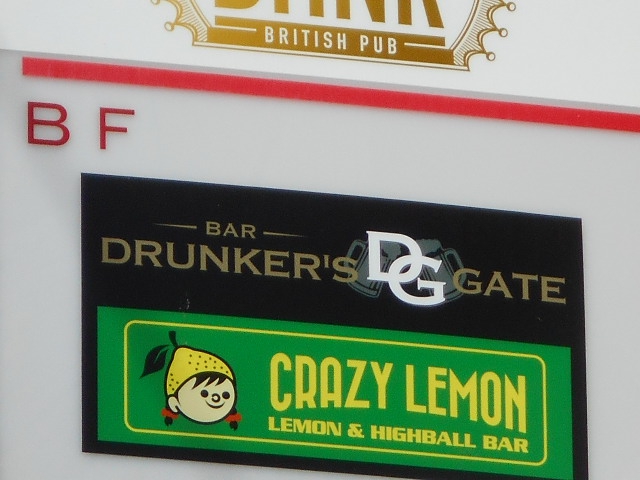 BRITISH PUB
B F
BAR
DRUNKER'S DG GATE
CRAZY LEMON
LEMON & HIGHBALL BAR